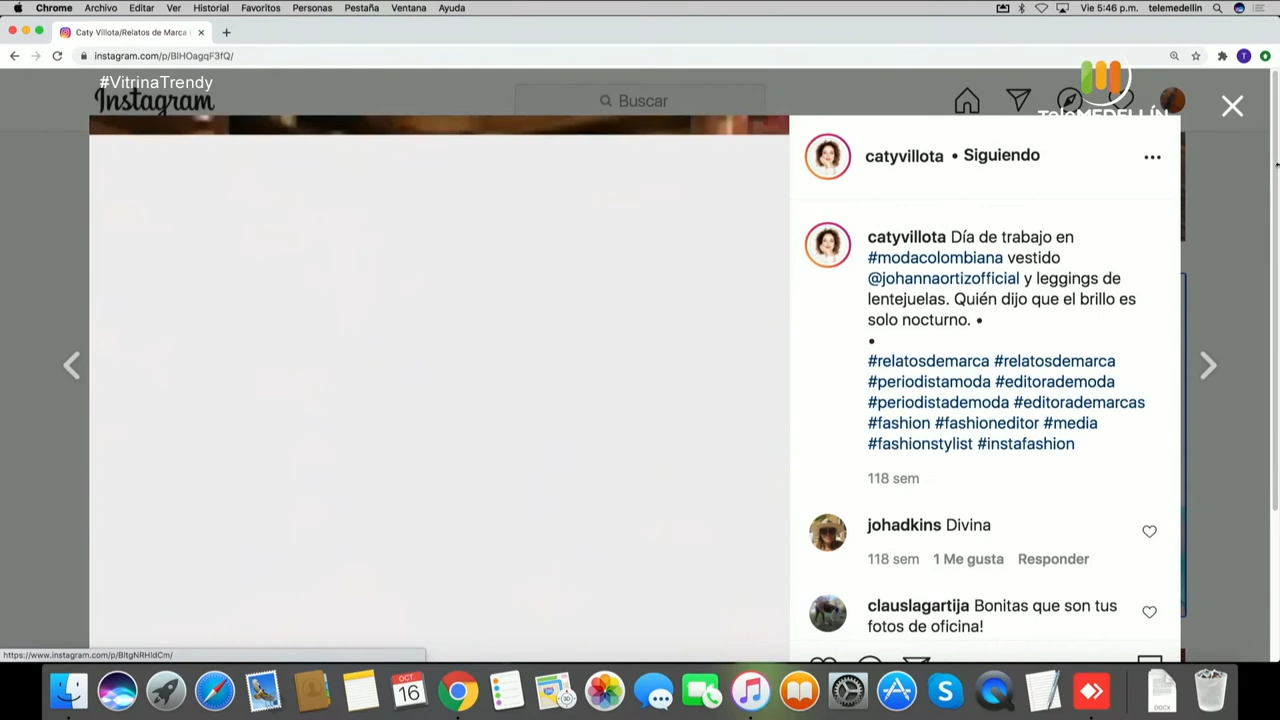 Chrome Archivo Editar Ver Historial Favoritos Personas Pestaña Ventana Ayuda
Vie 5:46 p.m. telemedellin
Caty Villota/Relatos de Marca
instagram.com/p/BlHOagqF3fQ/
T
#VitrinaTrendy
Instagram
Buscar
TeleMEDELLÍN
catyvillota • Siguiendo
catyvillota Día de trabajo en
#modacolombiana vestido
@johannaortizofficial y leggings de
lentejuelas. Quién dijo que el brillo es
solo nocturno. •
•
#relatosdemarca #relatosdemarca
#periodistamoda #editorademoda
#periodistademoda #editorademarcas
#fashion #fashioneditor #media
#fashionstylist #instafashion
118 sem
johadkins Divina
118 sem 1 Me gusta Responder
clauslagartija Bonitas que son tus
fotos de oficina!
https://www.instagram.com/p/BltgNRHldCm/
OCT
16
30
DOCX